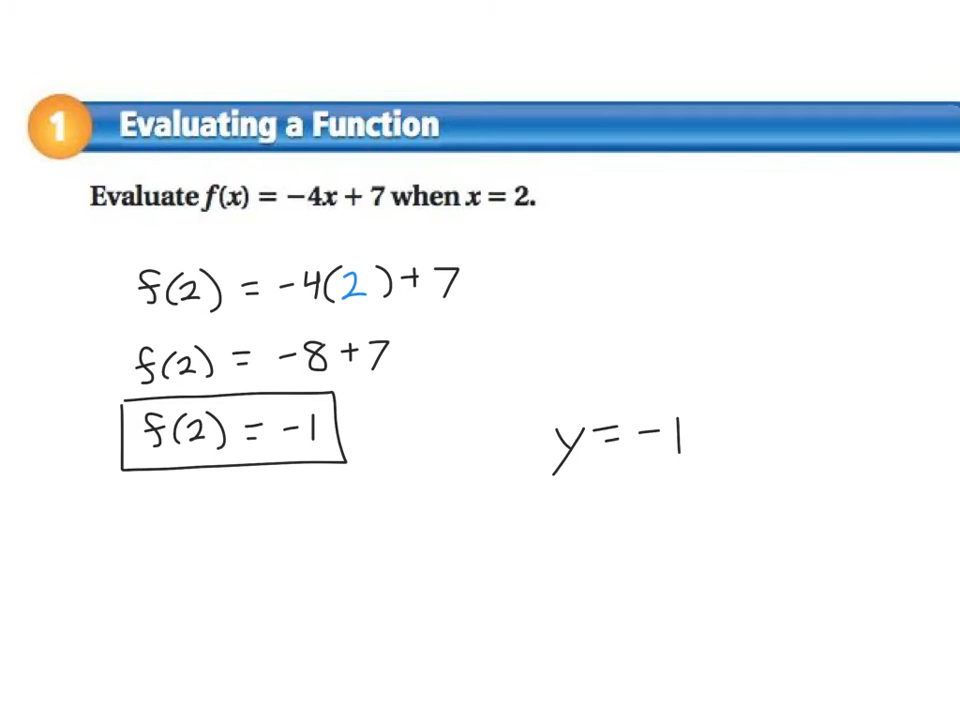 1 Evaluating a Function
Evaluate f(x) = −4x + 7 when x = 2.
f(2) = -4(2) + 7
f(2) = -8 + 7
f(2) = -1
y = -1